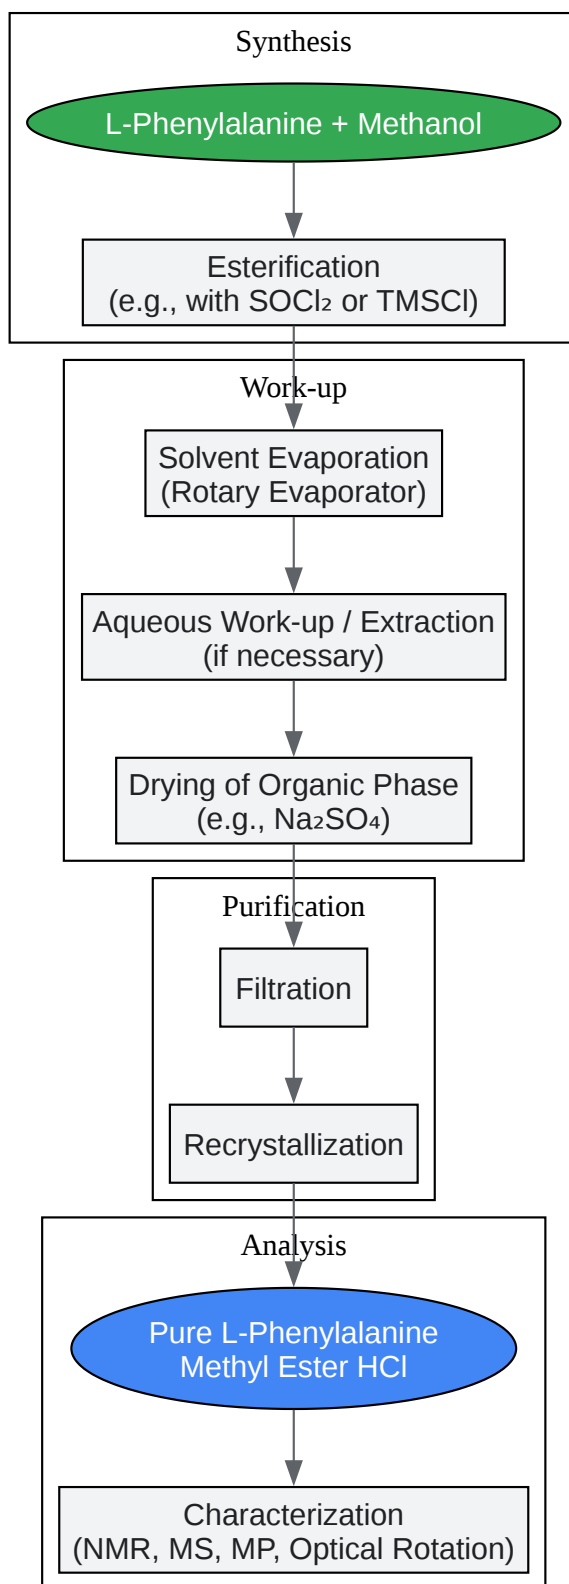 Synthesis
L-Phenylalanine + Methanol
Esterification
(e.g., with SOCl₂ or TMSCl)
Work-up
Solvent Evaporation
(Rotary Evaporator)
Aqueous Work-up / Extraction
(if necessary)
Drying of Organic Phase
(e.g., Na₂SO₄)
Purification
Filtration
Recrystallization
Analysis
Pure L-Phenylalanine
Methyl Ester HCl
Characterization
(NMR, MS, MP, Optical Rotation)